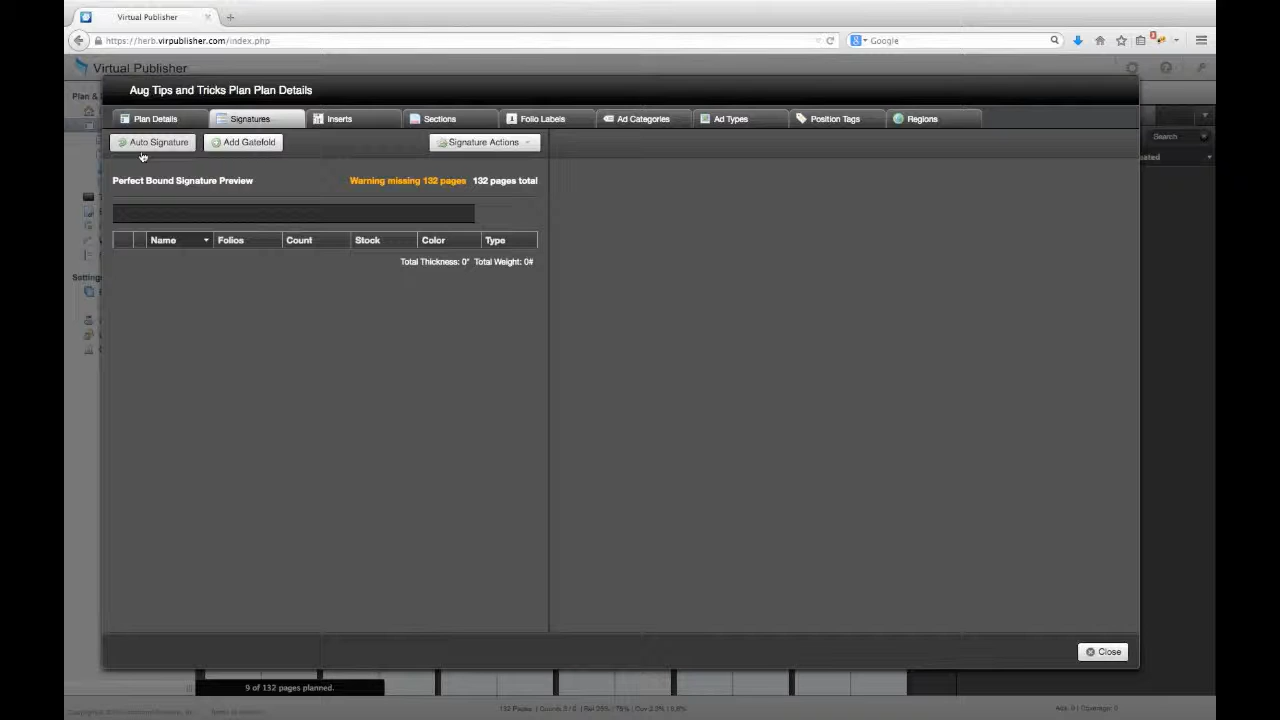 Virtual Publisher
https://herb.virpublisher.com/index.php
Google
Virtual Publisher
Aug Tips and Tricks Plan Plan Details
Plan Details
Signatures
Inserts
Sections
Folio Labels
Ad Categories
Ad Types
Position Tags
Regions
Auto Signature
Add Gatefold
Signature Actions
Search
Perfect Bound Signature Preview
Warning missing 132 pages
132 pages total
Name
Folios
Count
Stock
Color
Type
Total Thickness: 0" Total Weight: 0#
Close
9 of 132 pages planned.
132 Pages